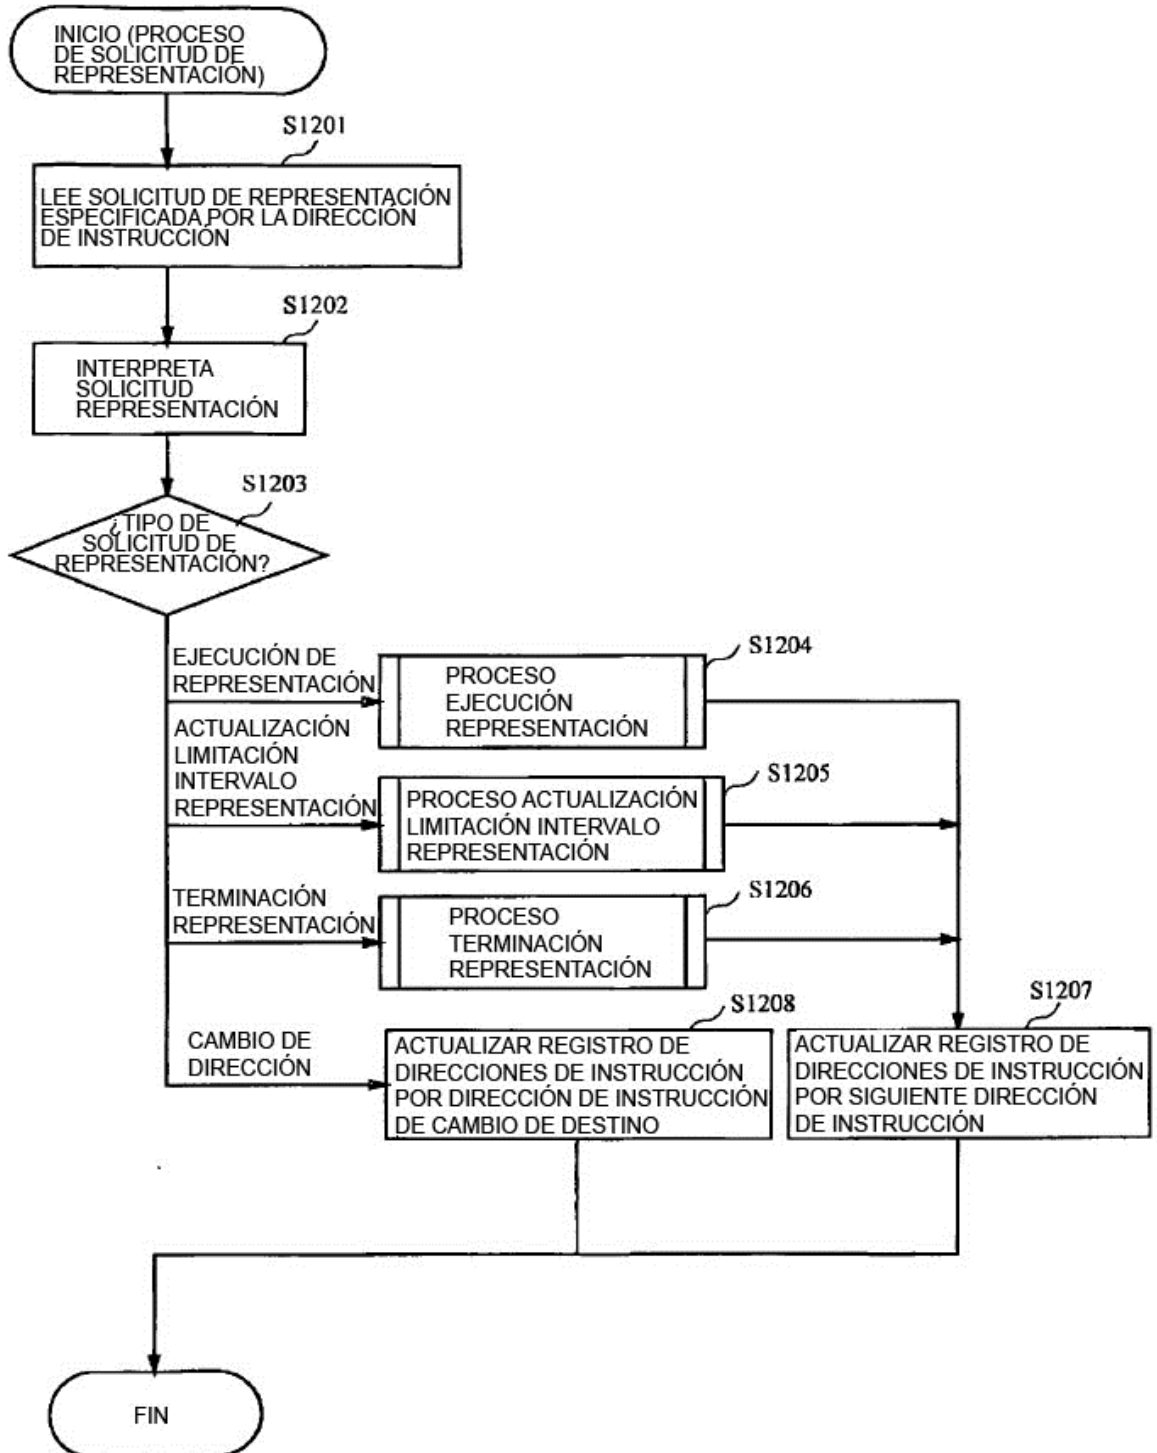 INICIO (PROCESO
DE SOLICITUD DE
REPRESENTACIÓN)
S1201
LEE SOLICITUD DE REPRESENTACIÓN
ESPECIFICADA POR LA DIRECCIÓN
DE INSTRUCCIÓN
S1202
INTERPRETA
SOLICITUD
REPRESENTACIÓN
S1203
¿TIPO DE
SOLICITUD DE
REPRESENTACIÓN?
EJECUCIÓN DE
REPRESENTACIÓN
S1204
PROCESO
EJECUCIÓN
REPRESENTACIÓN
ACTUALIZACIÓN
LIMITACIÓN
INTERVALO
REPRESENTACIÓN
S1205
PROCESO ACTUALIZACIÓN
LIMITACIÓN INTERVALO
REPRESENTACIÓN
TERMINACIÓN
REPRESENTACIÓN
S1206
PROCESO
TERMINACIÓN
REPRESENTACIÓN
CAMBIO DE
DIRECCIÓN
S1208
ACTUALIZAR REGISTRO DE
DIRECCIONES DE INSTRUCCIÓN
POR DIRECCIÓN DE INSTRUCCIÓN
DE CAMBIO DE DESTINO
S1207
ACTUALIZAR REGISTRO DE
DIRECCIONES DE INSTRUCCIÓN
POR SIGUIENTE DIRECCIÓN
DE INSTRUCCIÓN
FIN